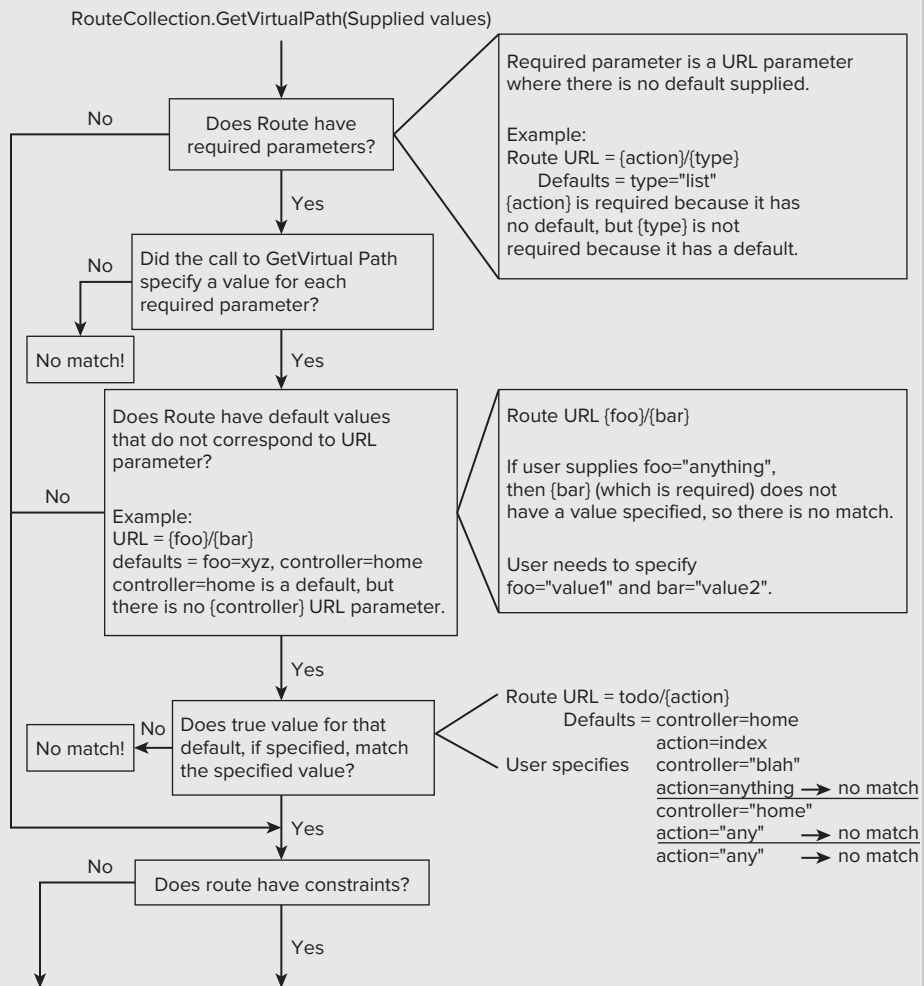 RouteCollection.GetVirtualPath(Supplied values)
No
Does Route have
required parameters?
Required parameter is a URL parameter
where there is no default supplied.
Example:
Route URL = {action}/{type}
Defaults = type="list"
{action} is required because it has
no default, but {type} is not
required because it has a default.
Yes
No
Did the call to GetVirtual Path
specify a value for each
required parameter?
No match!
Yes
Does Route have default values
that do not correspond to URL
parameter?
Example:
URL = {foo}/{bar}
defaults = foo=xyz, controller=home
controller=home is a default, but
there is no {controller} URL parameter.
No
Route URL {foo}/{bar}
If user supplies foo="anything",
then {bar} (which is required) does not
have a value specified, so there is no match.
User needs to specify
foo="value1" and bar="value2".
Yes
No match!
No
Does true value for that
default, if specified, match
the specified value?
Route URL = todo/{action}
Defaults = controller=home
action=index
User specifies controller="blah"
action=anything → no match
controller="home"
action="any" → no match
action="any" → no match
Yes
No
Does route have constraints?
Yes